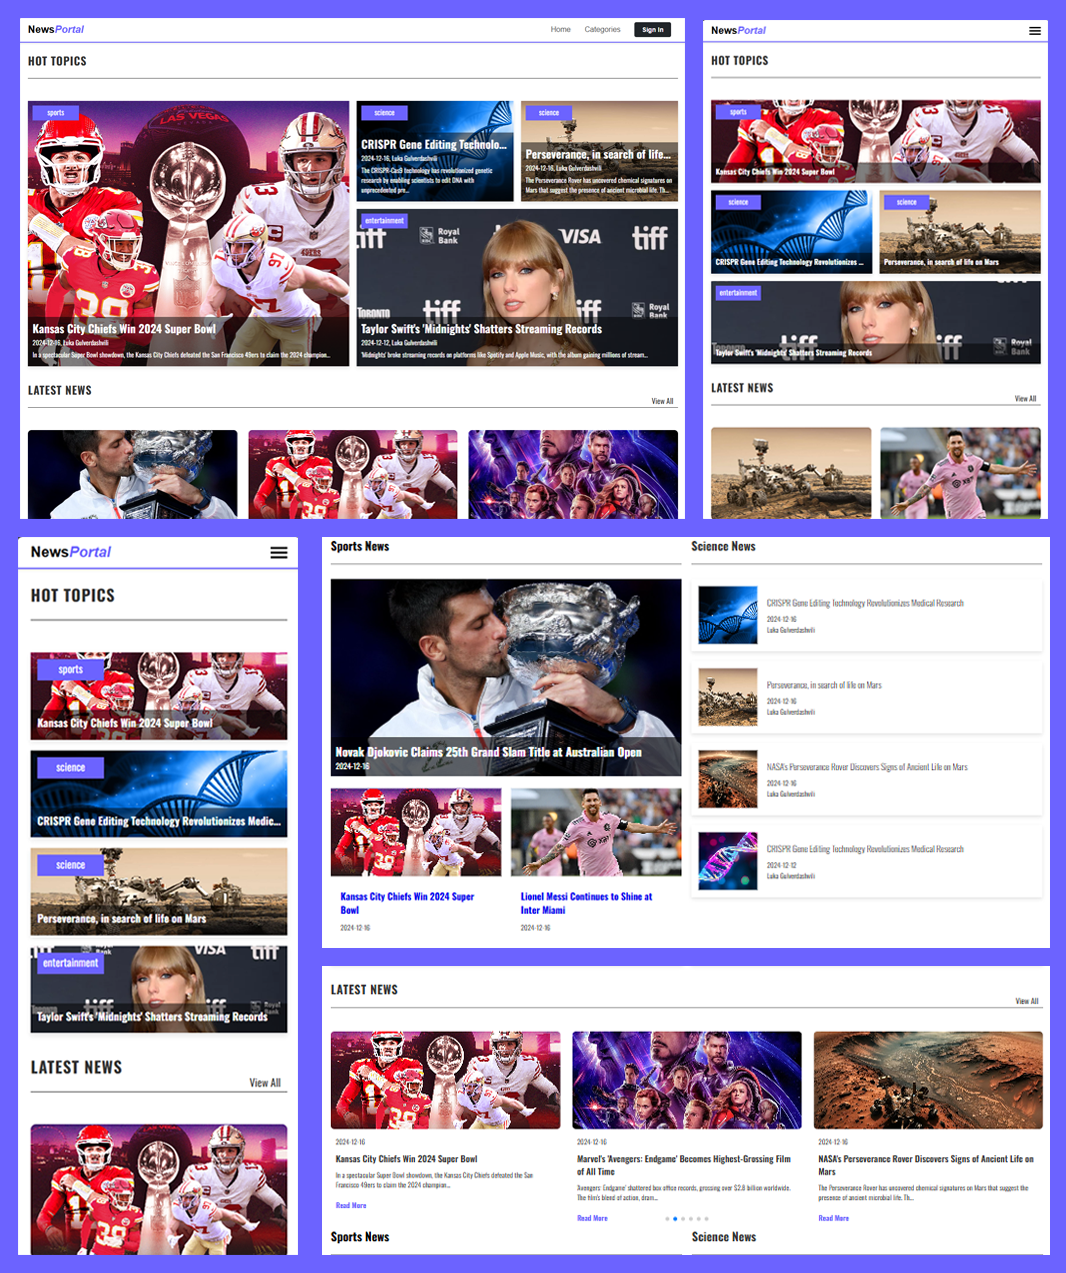 NewsPortal
Home Categories Sign In
HOT TOPICS
sports
LAS VEGAS
Kansas City Chiefs Win 2024 Super Bowl
2024-12-16, Luka Gulverdashvili
In a spectacular Super Bowl showdown, the Kansas City Chiefs defeated the San Francisco 49ers to claim the 2024 champion...
science
CRISPR Gene Editing Technolo...
2024-12-16, Luka Gulverdashvili
The CRISPR-Cas9 technology has revolutionized genetic
research by enabling scientists to edit DNA with
unprecedented pre...
science
Perseverance, in search of life...
2024-12-16, Luka Gulverdashvili
The Perseverance Rover has uncovered chemical signatures on
Mars that suggest the presence of ancient microbial life. Th...
entertainment
tiff
Royal
Bank
VISA
tiff
TORONTO
tiff
Royal
Bank
Taylor Swift's 'Midnights' Shatters Streaming Records
2024-12-12, Luka Gulverdashvili
'Midnights' broke streaming records on platforms like Spotify and Apple Music, with the album gaining millions of stream...
LATEST NEWS
View All
NewsPortal
HOT TOPICS
sports
Kansas City Chiefs Win 2024 Super Bowl
science
CRISPR Gene Editing Technology Revolutionizes ...
science
Perseverance, in search of life on Mars
entertainment
Royal
Bank
Taylor Swift's 'Midnights' Shatters Streaming Records
LATEST NEWS
View All
NewsPortal
HOT TOPICS
sports
Kansas City Chiefs Win 2024 Super Bowl
science
CRISPR Gene Editing Technology Revolutionizes Medic...
science
Perseverance, in search of life on Mars
entertainment
Bank
VISA
tiff
tiff
Taylor Swift's 'Midnights' Shatters Streaming Records
LATEST NEWS
View All
Sports News
Novak Djokovic Claims 25th Grand Slam Title at Australian Open
2024-12-16
Kansas City Chiefs Win 2024 Super
Bowl
2024-12-16
Lionel Messi Continues to Shine at
Inter Miami
2024-12-16
Science News
CRISPR Gene Editing Technology Revolutionizes Medical Research
2024-12-16
Luka Gulverdashvili
Perseverance, in search of life on Mars
2024-12-16
Luka Gulverdashvili
NASA's Perseverance Rover Discovers Signs of Ancient Life on Mars
2024-12-16
Luka Gulverdashvili
CRISPR Gene Editing Technology Revolutionizes Medical Research
2024-12-12
Luka Gulverdashvili
LATEST NEWS
View All
2024-12-16
Kansas City Chiefs Win 2024 Super Bowl
In a spectacular Super Bowl showdown, the Kansas City Chiefs defeated the San
Francisco 49ers to claim the 2024 champion...
Read More
2024-12-16
Marvel's 'Avengers: Endgame' Becomes Highest-Grossing Film
of All Time
'Avengers: Endgame' shattered box office records, grossing over $2.8 billion worldwide.
The film's blend of action, dram...
Read More
2024-12-16
NASA's Perseverance Rover Discovers Signs of Ancient Life on
Mars
The Perseverance Rover has uncovered chemical signatures on Mars that suggest the
presence of ancient microbial life. Th...
Read More
Sports News
Science News